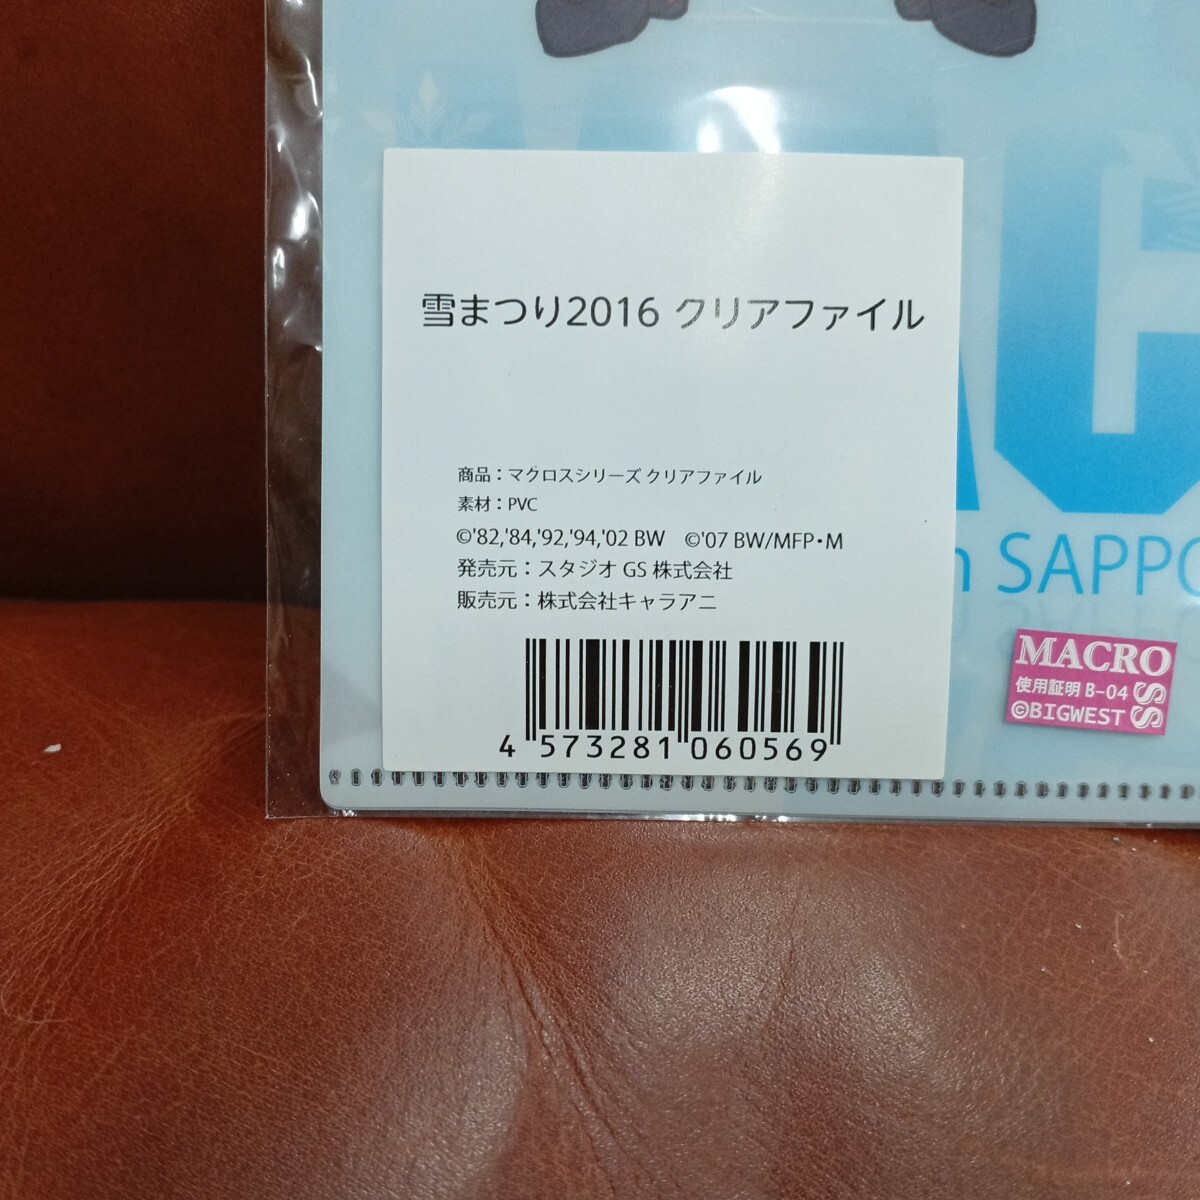 雪まつり2016 クリアファイル
商品：マクロスシリーズ クリアファイル
素材：PVC
©'82,'84,'92,'94,'02 BW ©'07 BW/MFP・M
発売元：スタジオ GS 株式会社
販売元：株式会社キャラアニ
4 573281 060569
SAPPO
MACROSS
使用証明 B-04
©BIGWEST